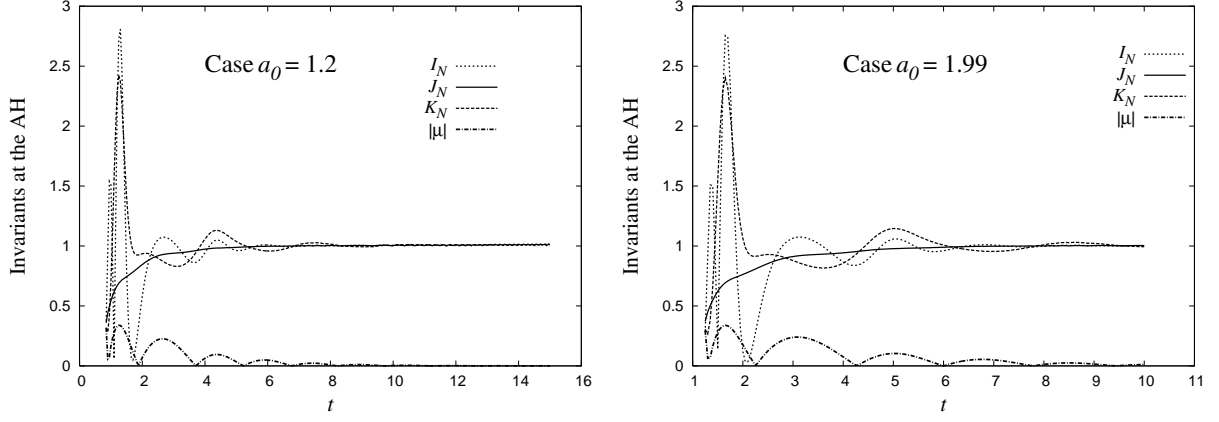 Invariants at the AH
3
2.5
2
1.5
1
0.5
0
0 2 4 6 8 10 12 14 16
t
Case a0 = 1.2
IN
JN
KN
|μ|
Invariants at the AH
3
2.5
2
1.5
1
0.5
0
1 2 3 4 5 6 7 8 9 10 11
t
Case a0 = 1.99
IN
JN
KN
|μ|